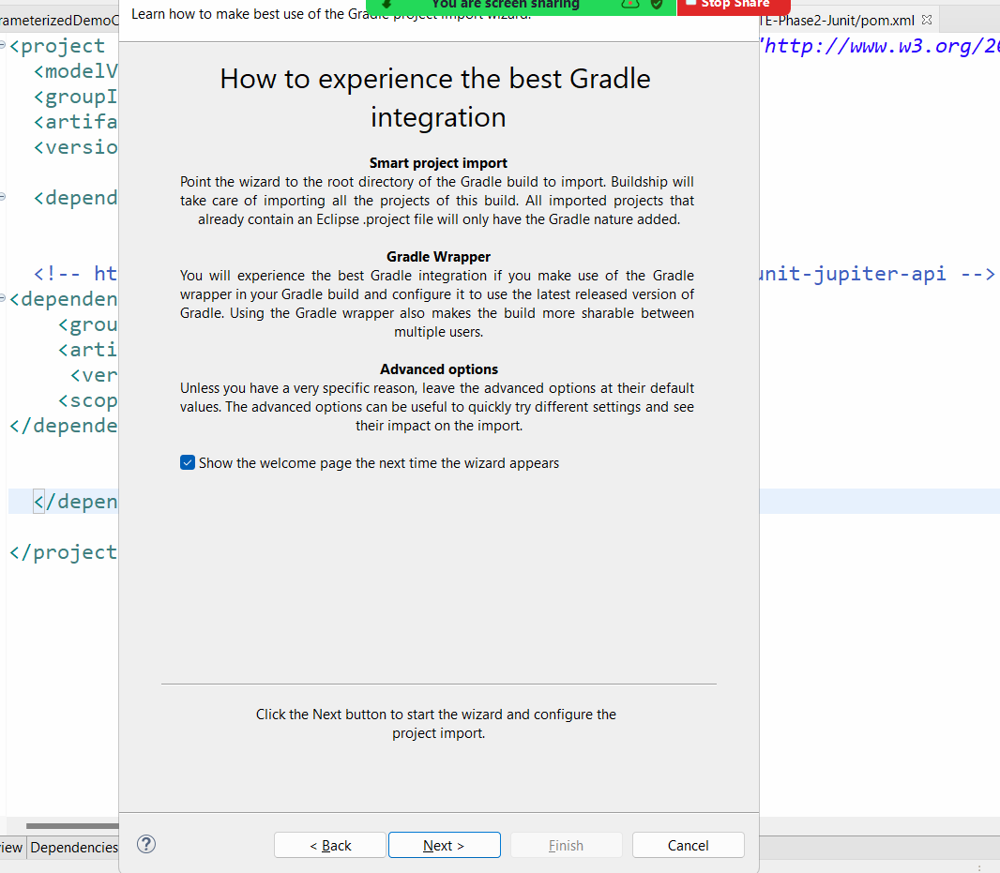 You are screen sharing
Stop Share
rameterizedDemoC
Learn how to make best use of the Gradle project import wizard.
TE-Phase2-Junit/pom.xml
<project
"http://www.w3.org/20
<modelV
<groupI
<artifa
<versio
<depend
<!-- ht
unit-jupiter-api -->
<dependen
<grou
<arti
<ver
<scop
</depende
</depen
</project
How to experience the best Gradle
integration
Smart project import
Point the wizard to the root directory of the Gradle build to import. Buildship will
take care of importing all the projects of this build. All imported projects that
already contain an Eclipse .project file will only have the Gradle nature added.
Gradle Wrapper
You will experience the best Gradle integration if you make use of the Gradle
wrapper in your Gradle build and configure it to use the latest released version of
Gradle. Using the Gradle wrapper also makes the build more sharable between
multiple users.
Advanced options
Unless you have a very specific reason, leave the advanced options at their default
values. The advanced options can be useful to quickly try different settings and see
their impact on the import.
Show the welcome page the next time the wizard appears
Click the Next button to start the wizard and configure the
project import.
iew
Dependencies
?
< Back
Next >
Finish
Cancel